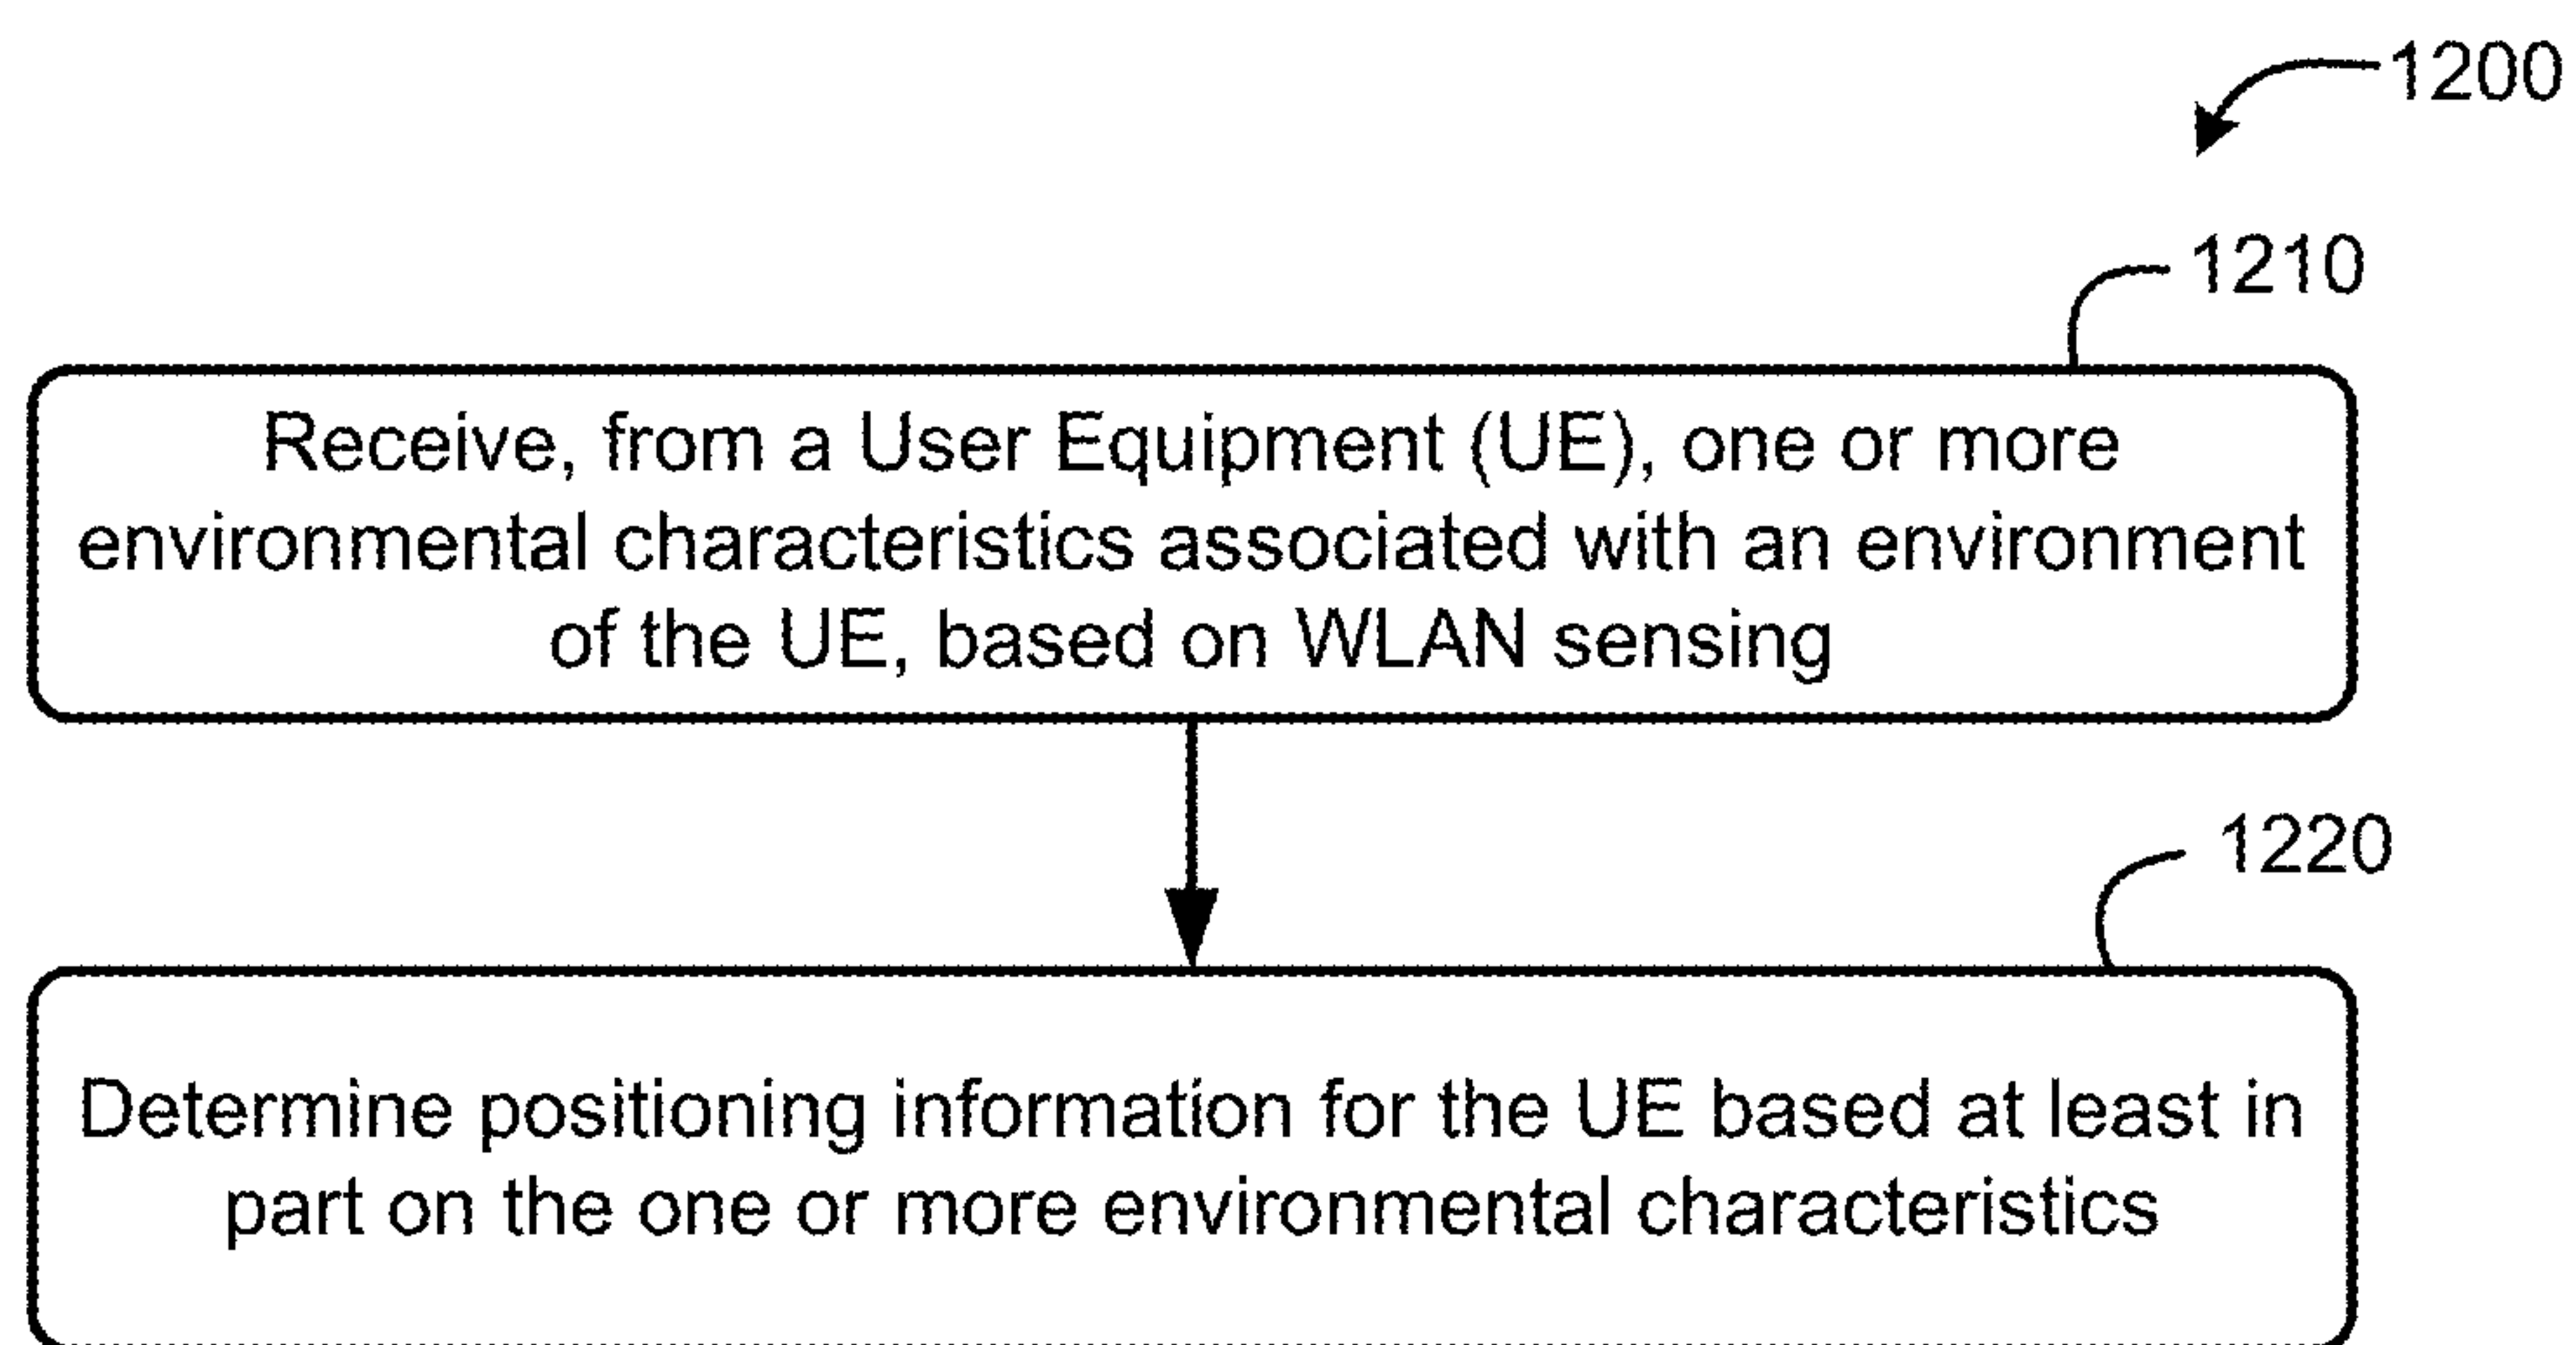 1200
1210
Receive, from a User Equipment (UE), one or more
environmental characteristics associated with an environment
of the UE, based on WLAN sensing
1220
Determine positioning information for the UE based at least in
part on the one or more environmental characteristics